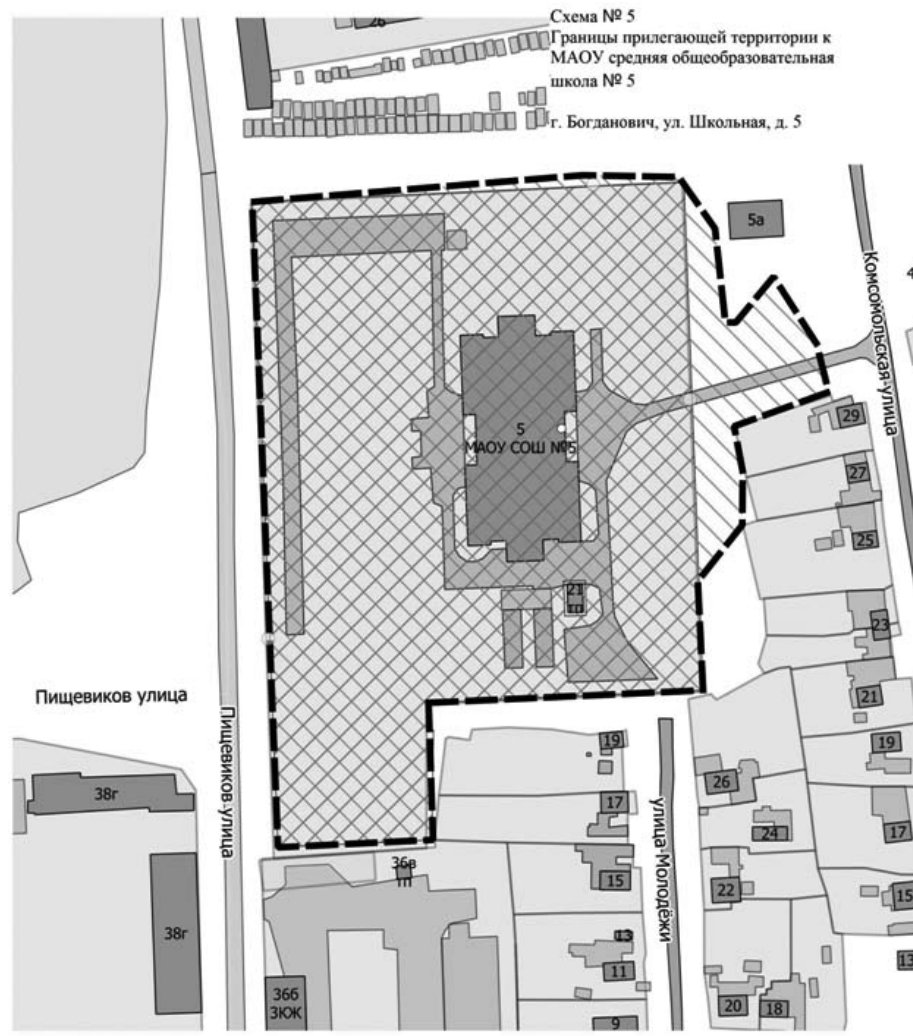 26
Схема № 5
Границы прилегающей территории к
МАОУ средняя общеобразовательная
школа № 5
г. Богданович, ул. Школьная, д. 5
5а
Комсомольская-улица
4
29
5
МАОУ СОШ №5
27
25
21
23
Пищевиков улица
Пищевиков-улица
21
19
19
26
38г
17
24
17
улица-Молодёжи
36в
15
22
15
38г
13
11
13
36б
ЗКЖ
20
18
9